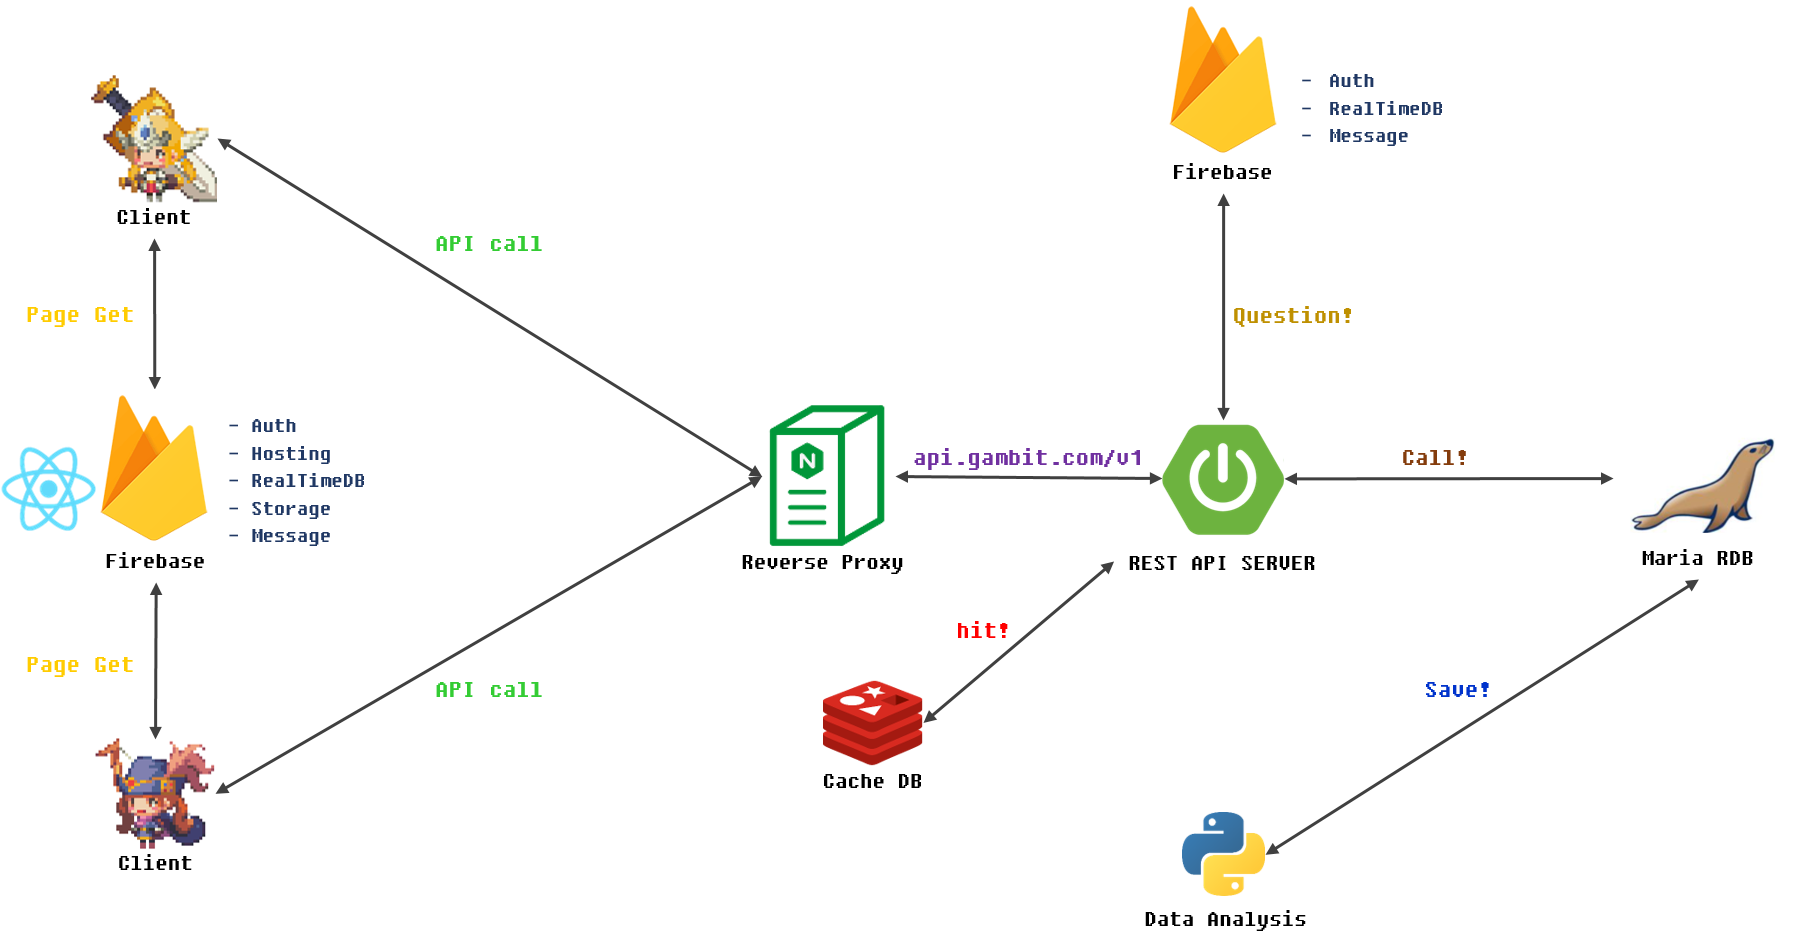 Client
API call
Page Get
Firebase
- Auth
- Hosting
- RealTimeDB
- Storage
- Message
Page Get
API call
Client
N
Reverse Proxy
api.gambit.com/v1
REST API SERVER
Firebase
- Auth
- RealTimeDB
- Message
Question!
Call!
Maria RDB
hit!
Cache DB
Save!
Data Analysis